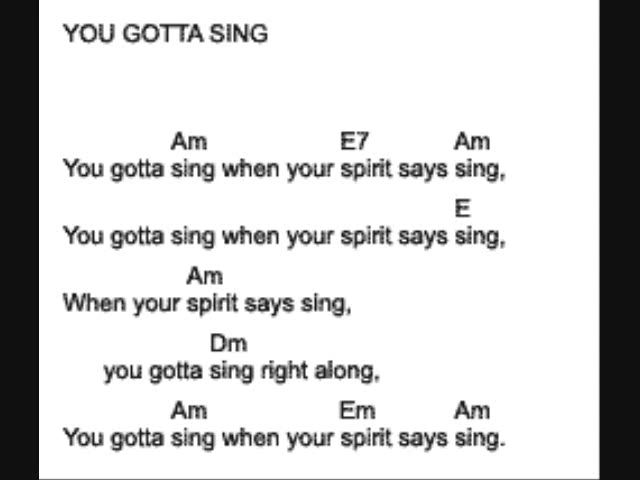 YOU GOTTA SING
Am E7 Am
You gotta sing when your spirit says sing,
E
You gotta sing when your spirit says sing,
Am
When your spirit says sing,
Dm
you gotta sing right along,
Am Em Am
You gotta sing when your spirit says sing.